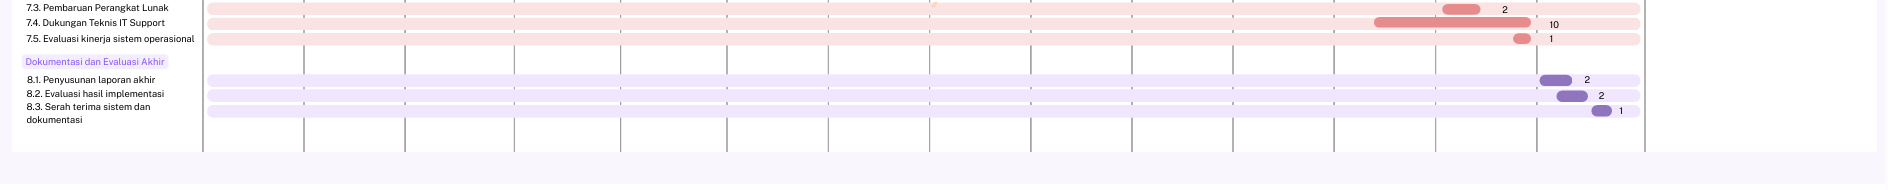 7.3. Pembaruan Perangkat Lunak
2
7.4. Dukungan Teknis IT Support
10
7.5. Evaluasi kinerja sistem operasional
1
Dokumentasi dan Evaluasi Akhir
8.1. Penyusunan laporan akhir
2
8.2. Evaluasi hasil implementasi
2
8.3. Serah terima sistem dan
dokumentasi
1